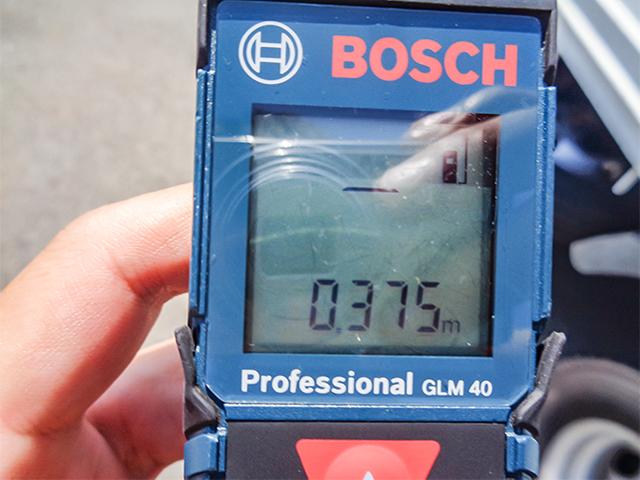 BOSCH
0.375m
Professional GLM 40